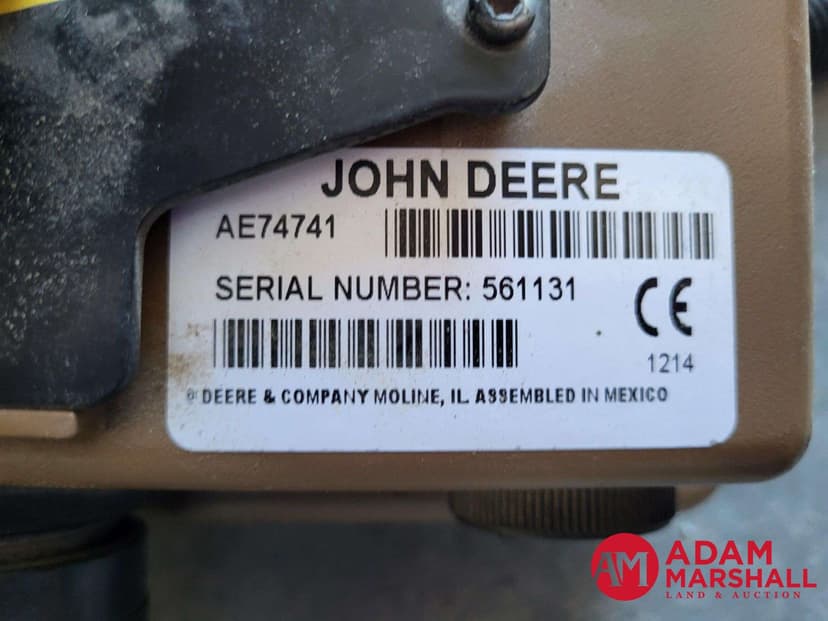 JOHN DEERE
AE74741
SERIAL NUMBER: 561131
CE
1214
© DEERE & COMPANY MOLINE, IL. ASSEMBLED IN MEXICO
AM ADAM
MARSHALL
LAND & AUCTION